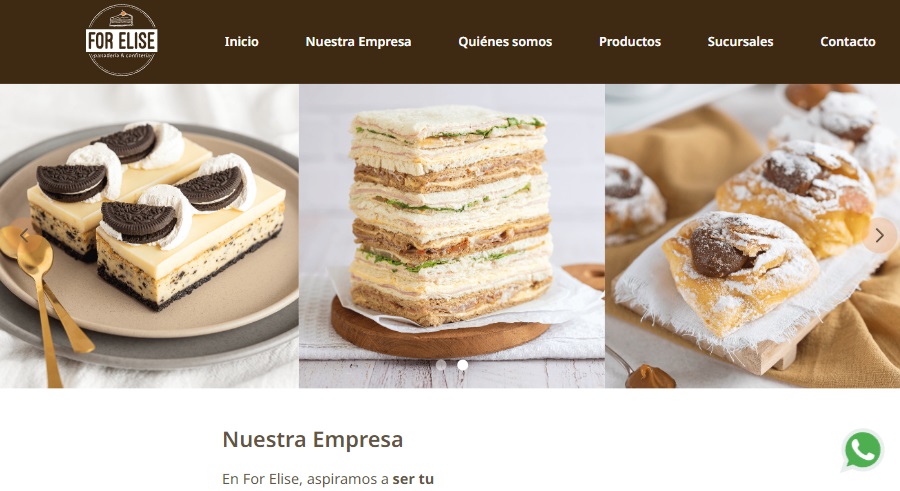 FOR ELISE
panadería & confitería
Inicio
Nuestra Empresa
Quiénes somos
Productos
Sucursales
Contacto
Nuestra Empresa
En For Elise, aspiramos a ser tu